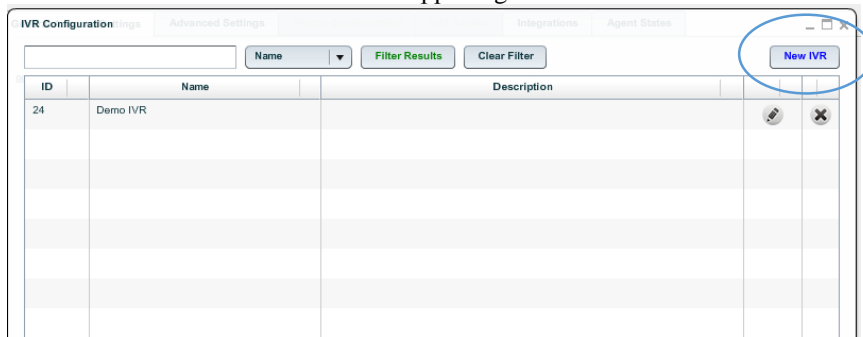 IVR Configuration
Advanced Settings Integrations Agent States
Name Filter Results Clear Filter New IVR
ID Name Description
24 Demo IVR